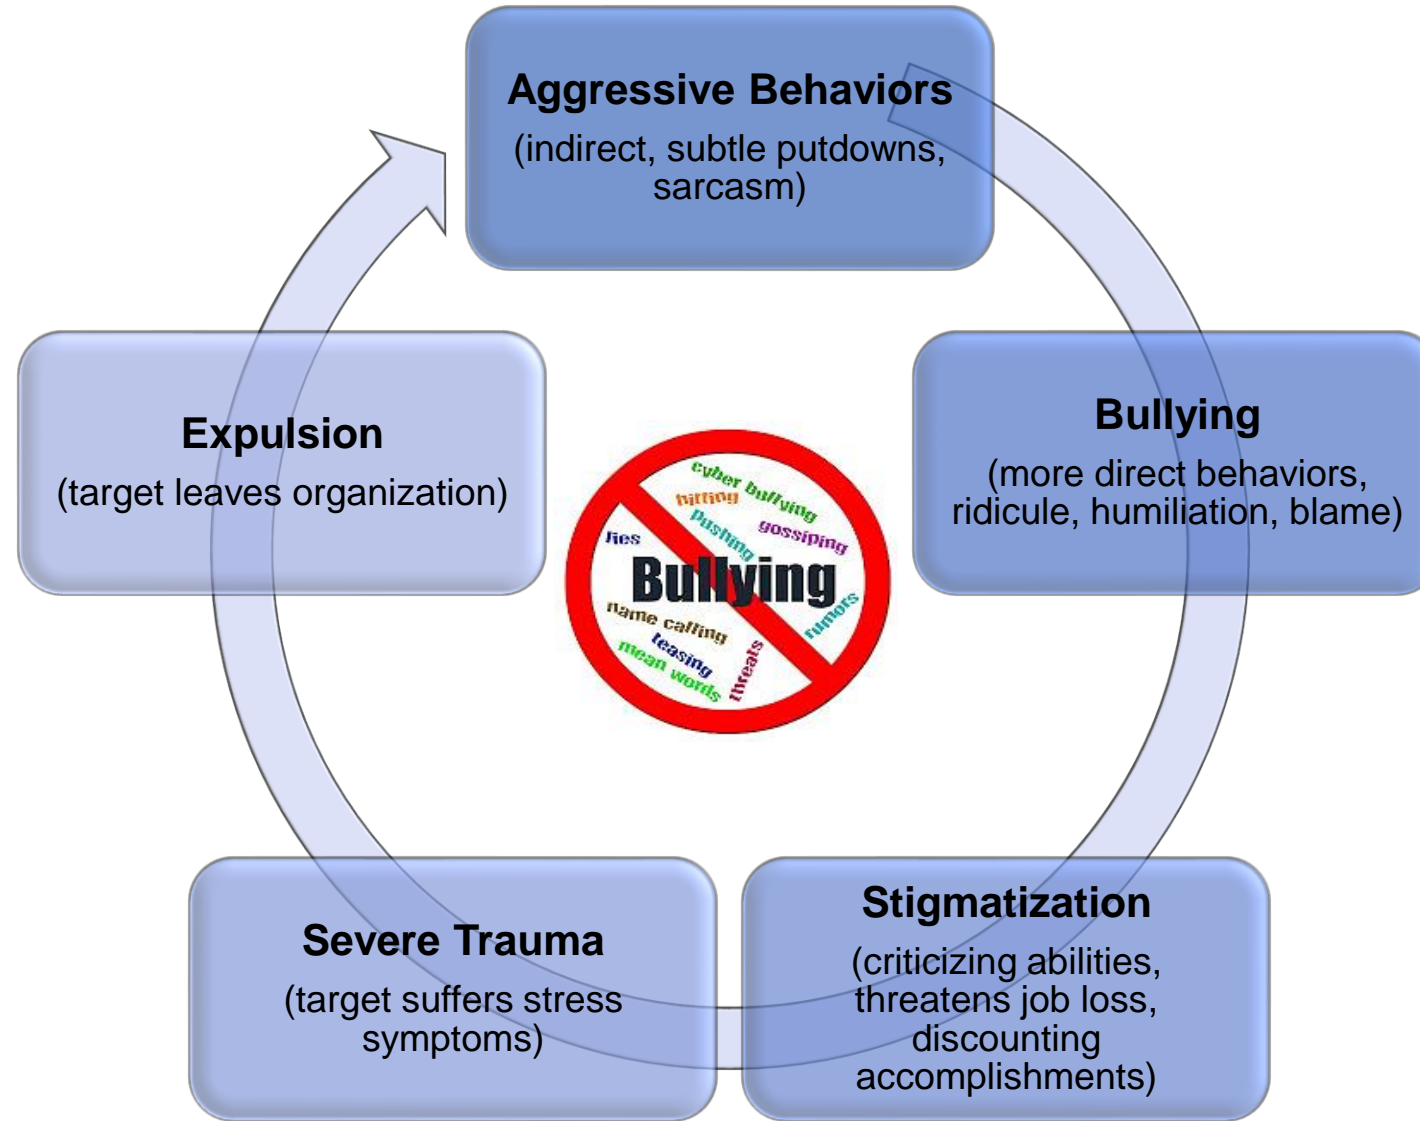 Aggressive Behaviors
(indirect, subtle putdowns,
sarcasm)
Bullying
(more direct behaviors,
ridicule, humiliation, blame)
Stigmatization
(criticizing abilities,
threatens job loss,
discounting
accomplishments)
Severe Trauma
(target suffers stress
symptoms)
Expulsion
(target leaves organization)
cyber bullying
hitting
pushing
gossiping
lies
Bullying
rumors
name calling
teasing
mean words
threats